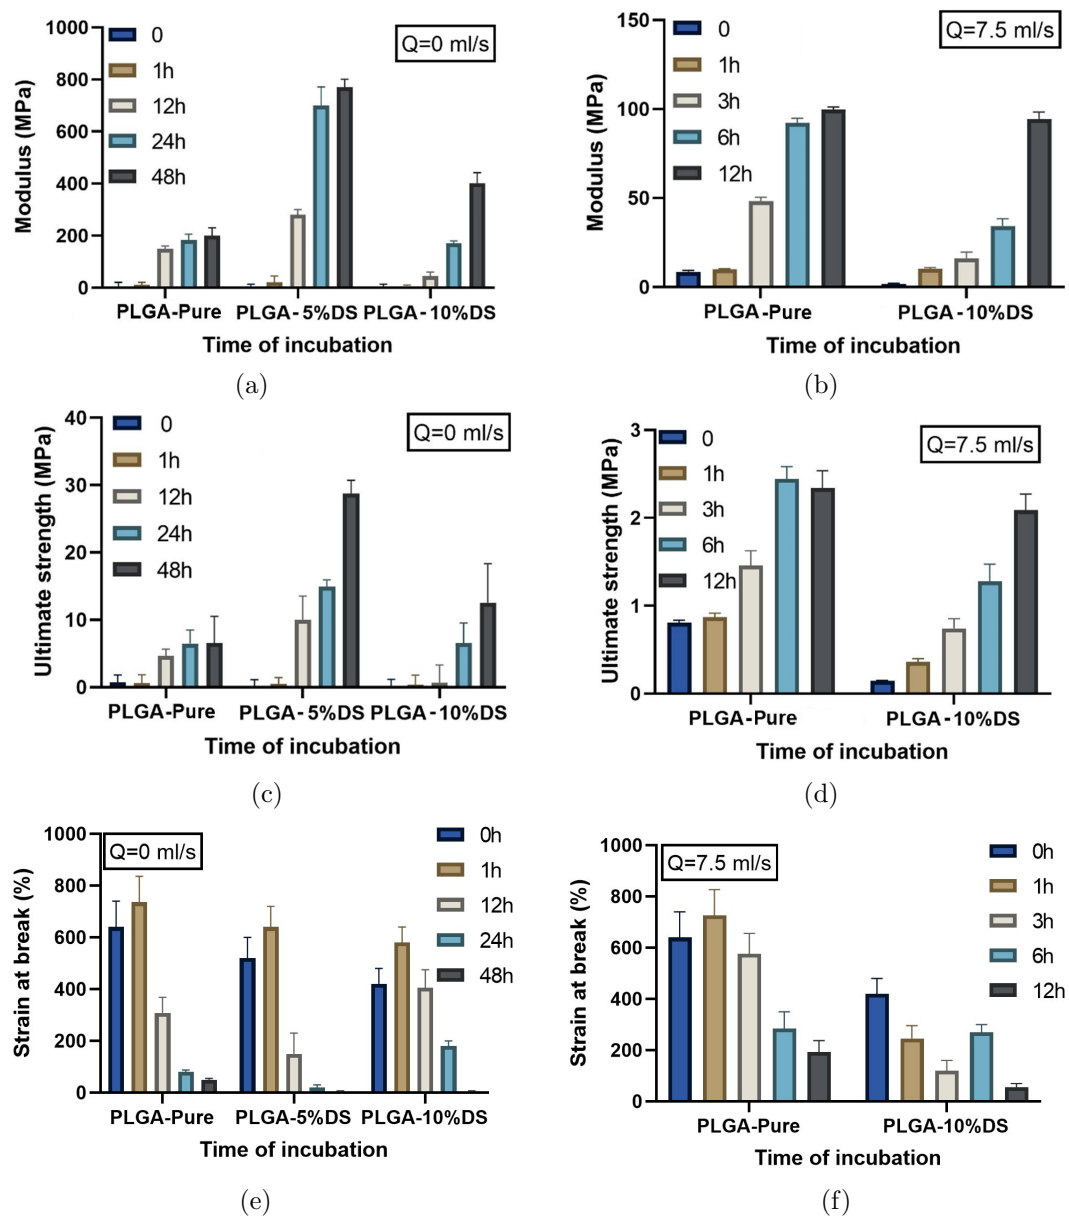 1000
800
600
400
200
0
Modulus (MPa)
0
1h
12h
24h
48h
Q=0 ml/s
PLGA-Pure PLGA-5%DS PLGA-10%DS
Time of incubation
(a)
150
100
50
0
Modulus (MPa)
0
1h
3h
6h
12h
Q=7.5 ml/s
PLGA-Pure PLGA-10%DS
Time of incubation
(b)
40
30
20
10
0
Ultimate strength (MPa)
0
1h
12h
24h
48h
Q=0 ml/s
PLGA-Pure PLGA-5%DS PLGA-10%DS
Time of incubation
(c)
3
2
1
0
Ultimate strength (MPa)
0
1h
3h
6h
12h
Q=7.5 ml/s
PLGA-Pure PLGA-10%DS
Time of incubation
(d)
1000
800
600
400
200
0
Strain at break (%)
Q=0 ml/s
0h
1h
12h
24h
48h
PLGA-Pure PLGA-5%DS PLGA-10%DS
Time of incubation
(e)
1000
800
600
400
200
0
Strain at break (%)
Q=7.5 ml/s
0h
1h
3h
6h
12h
PLGA-Pure PLGA-10%DS
Time of incubation
(f)